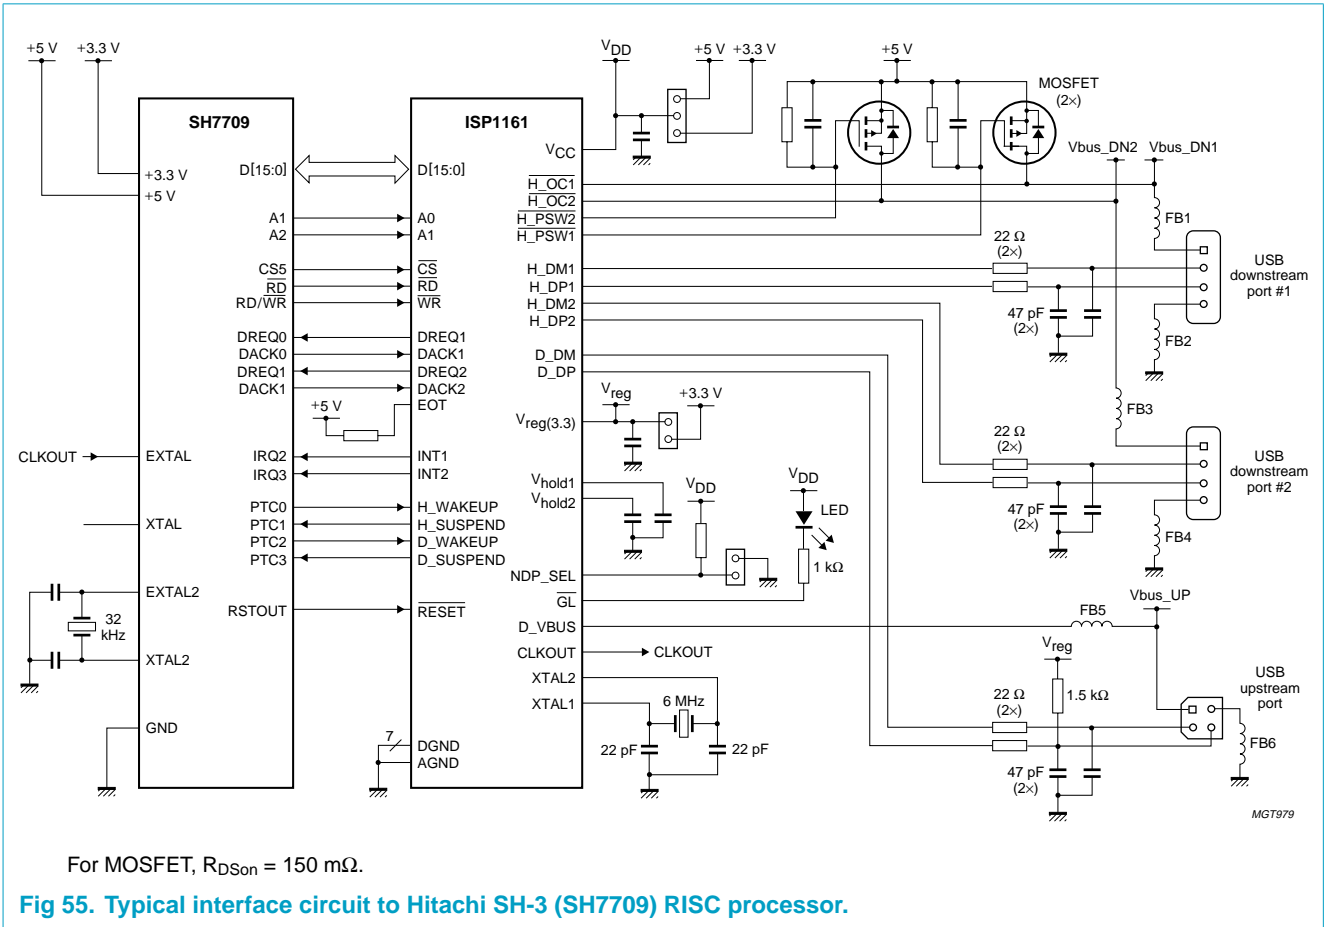 +5 V
+3.3 V
SH7709
D[15:0]
+3.3 V
+5 V
A1
A2
CS5
RD
RD/WR
DREQ0
DACK0
DREQ1
DACK1
CLKOUT
EXTAL
IRQ2
IRQ3
XTAL
PTC0
PTC1
PTC2
PTC3
EXTAL2
RSTOUT
32
kHz
XTAL2
GND
ISP1161
D[15:0]
A0
A1
CS
RD
WR
DREQ1
DACK1
DREQ2
DACK2
EOT
+5 V
INT1
INT2
H_WAKEUP
H_SUSPEND
D_WAKEUP
D_SUSPEND
RESET
7
DGND
AGND
VCC
H_OC1
H_OC2
H_PSW2
H_PSW1
H_DM1
H_DP1
H_DM2
H_DP2
D_DM
D_DP
Vreg(3.3)
Vhold1
Vhold2
NDP_SEL
GL
D_VBUS
CLKOUT
XTAL2
XTAL1
VDD
+5 V
+3.3 V
+5 V
MOSFET
(2×)
Vbus_DN2
Vbus_DN1
FB1
22 Ω
(2×)
47 pF
(2×)
FB2
USB
downstream
port #1
Vreg
+3.3 V
FB3
22 Ω
(2×)
47 pF
(2×)
FB4
USB
downstream
port #2
VDD
VDD
LED
1 kΩ
CLKOUT
6 MHz
22 pF
22 pF
FB5
Vbus_UP
Vreg
1.5 kΩ
22 Ω
(2×)
47 pF
(2×)
USB
upstream
port
FB6
MGT979
For MOSFET, RDSon = 150 mΩ.
Fig 55. Typical interface circuit to Hitachi SH-3 (SH7709) RISC processor.